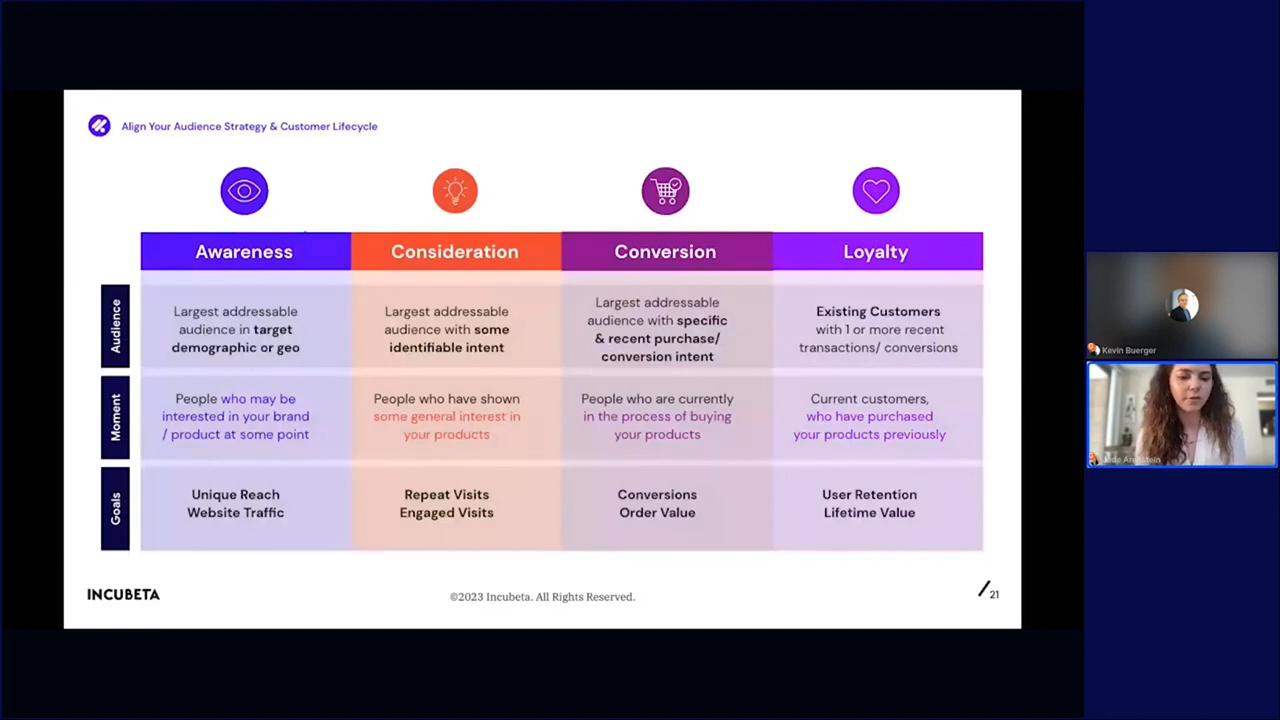 Align Your Audience Strategy & Customer Lifecycle
Awareness
Consideration
Conversion
Loyalty
Audience
Largest addressable
audience in target
demographic or geo
Largest addressable
audience with some
identifiable intent
Largest addressable
audience with specific
& recent purchase/
conversion intent
Existing Customers
with 1 or more recent
transactions/ conversions
Moment
People who may be
interested in your brand
/ product at some point
People who have shown
some general interest in
your products
People who are currently
in the process of buying
your products
Current customers,
who have purchased
your products previously
Goals
Unique Reach
Website Traffic
Repeat Visits
Engaged Visits
Conversions
Order Value
User Retention
Lifetime Value
INCUBETA
©2023 Incubeta. All Rights Reserved.
21
Kevin Buerger